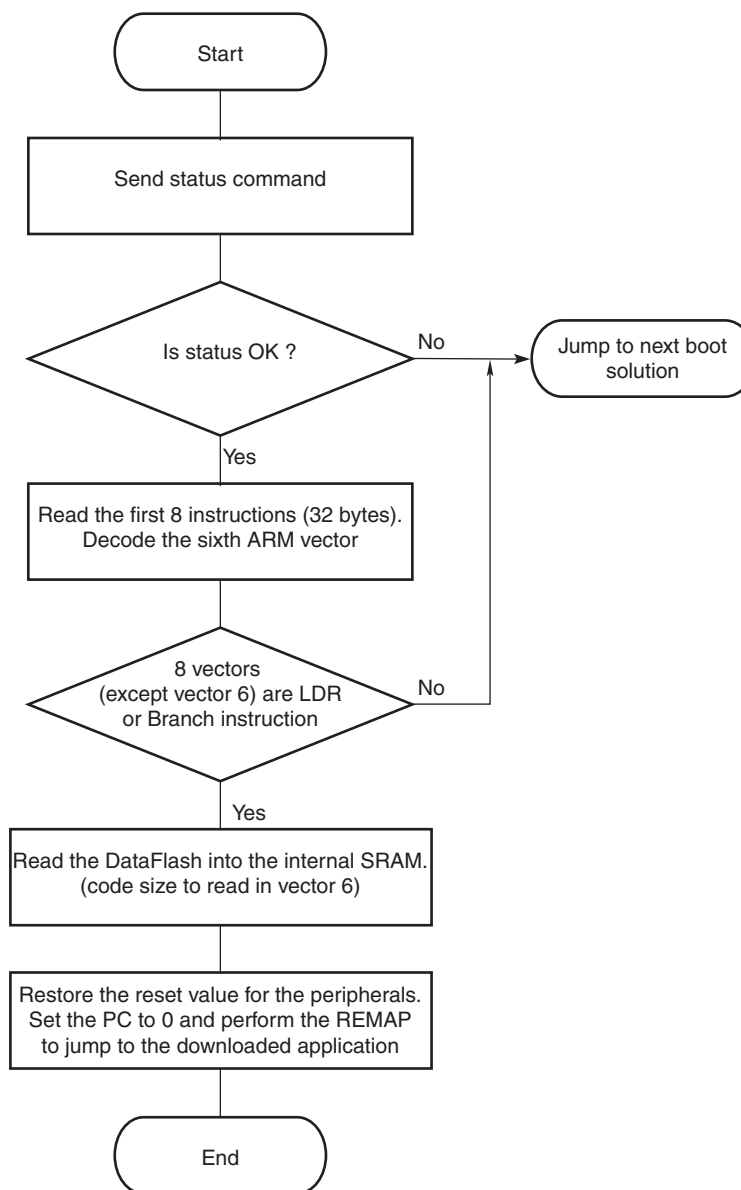 Start
Send status command
Is status OK ?
No
Jump to next boot
solution
Yes
Read the first 8 instructions (32 bytes).
Decode the sixth ARM vector
8 vectors
(except vector 6) are LDR
or Branch instruction
No
Yes
Read the DataFlash into the internal SRAM.
(code size to read in vector 6)
Restore the reset value for the peripherals.
Set the PC to 0 and perform the REMAP
to jump to the downloaded application
End